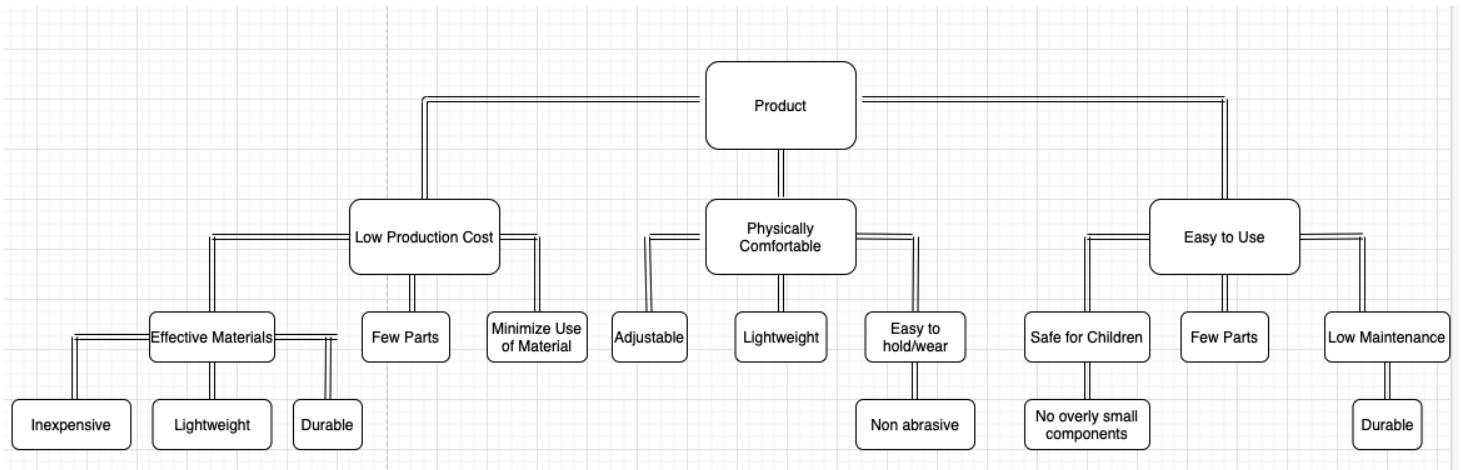 Product
Low Production Cost
Physically
Comfortable
Easy to Use
Effective Materials
Few Parts
Minimize Use
of Material
Adjustable
Lightweight
Easy to
hold/wear
Safe for Children
Few Parts
Low Maintenance
Inexpensive
Lightweight
Durable
Non abrasive
No overly small
components
Durable